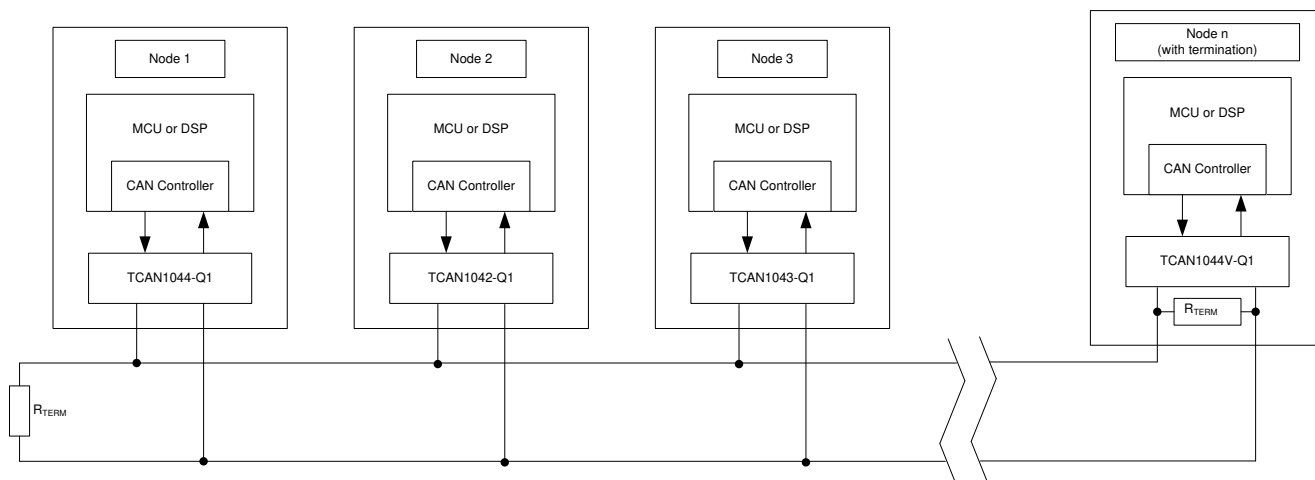 Node 1
MCU or DSP
CAN Controller
TCAN1044-Q1
Node 2
MCU or DSP
CAN Controller
TCAN1042-Q1
Node 3
MCU or DSP
CAN Controller
TCAN1043-Q1
Node n
(with termination)
MCU or DSP
CAN Controller
TCAN1044V-Q1
RTERM
RTERM